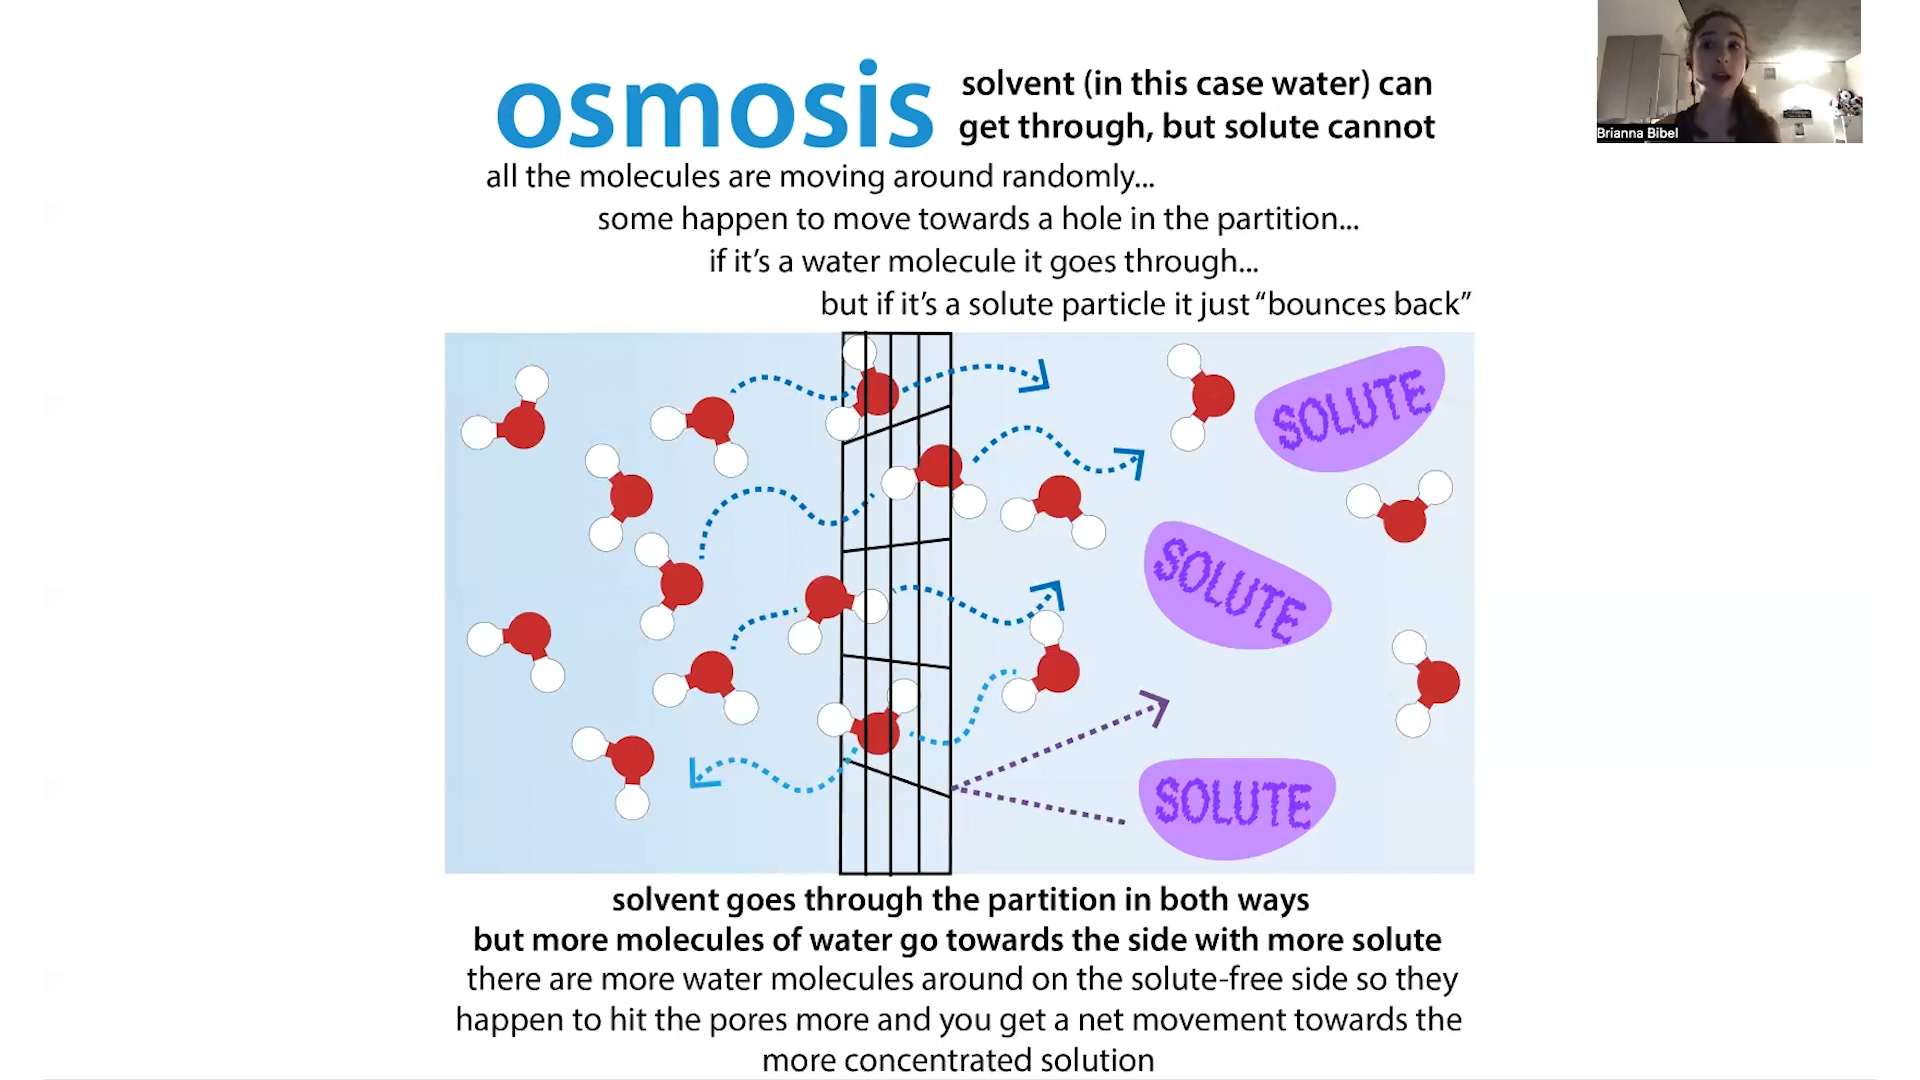 osmosis
solvent (in this case water) can
get through, but solute cannot
all the molecules are moving around randomly...
some happen to move towards a hole in the partition...
if it's a water molecule it goes through...
but if it's a solute particle it just “bounces back”
SOLUTE
SOLUTE
SOLUTE
solvent goes through the partition in both ways
but more molecules of water go towards the side with more solute
there are more water molecules around on the solute-free side so they
happen to hit the pores more and you get a net movement towards the
more concentrated solution
Brianna Bibel